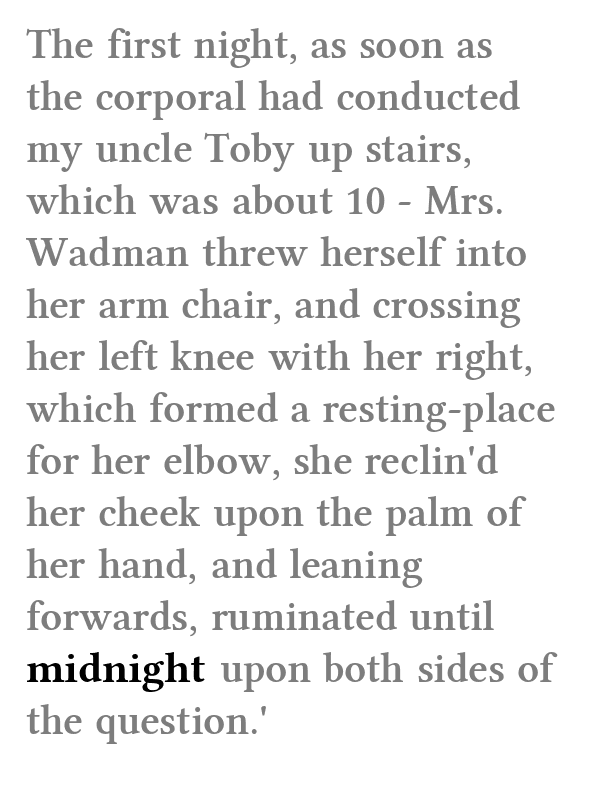 The first night, as soon as
the corporal had conducted
my uncle Toby up stairs,
which was about 10 - Mrs.
Wadman threw herself into
her arm chair, and crossing
her left knee with her right,
which formed a resting-place
for her elbow, she reclin'd
her cheek upon the palm of
her hand, and leaning
forwards, ruminated until
midnight upon both sides of
the question.'